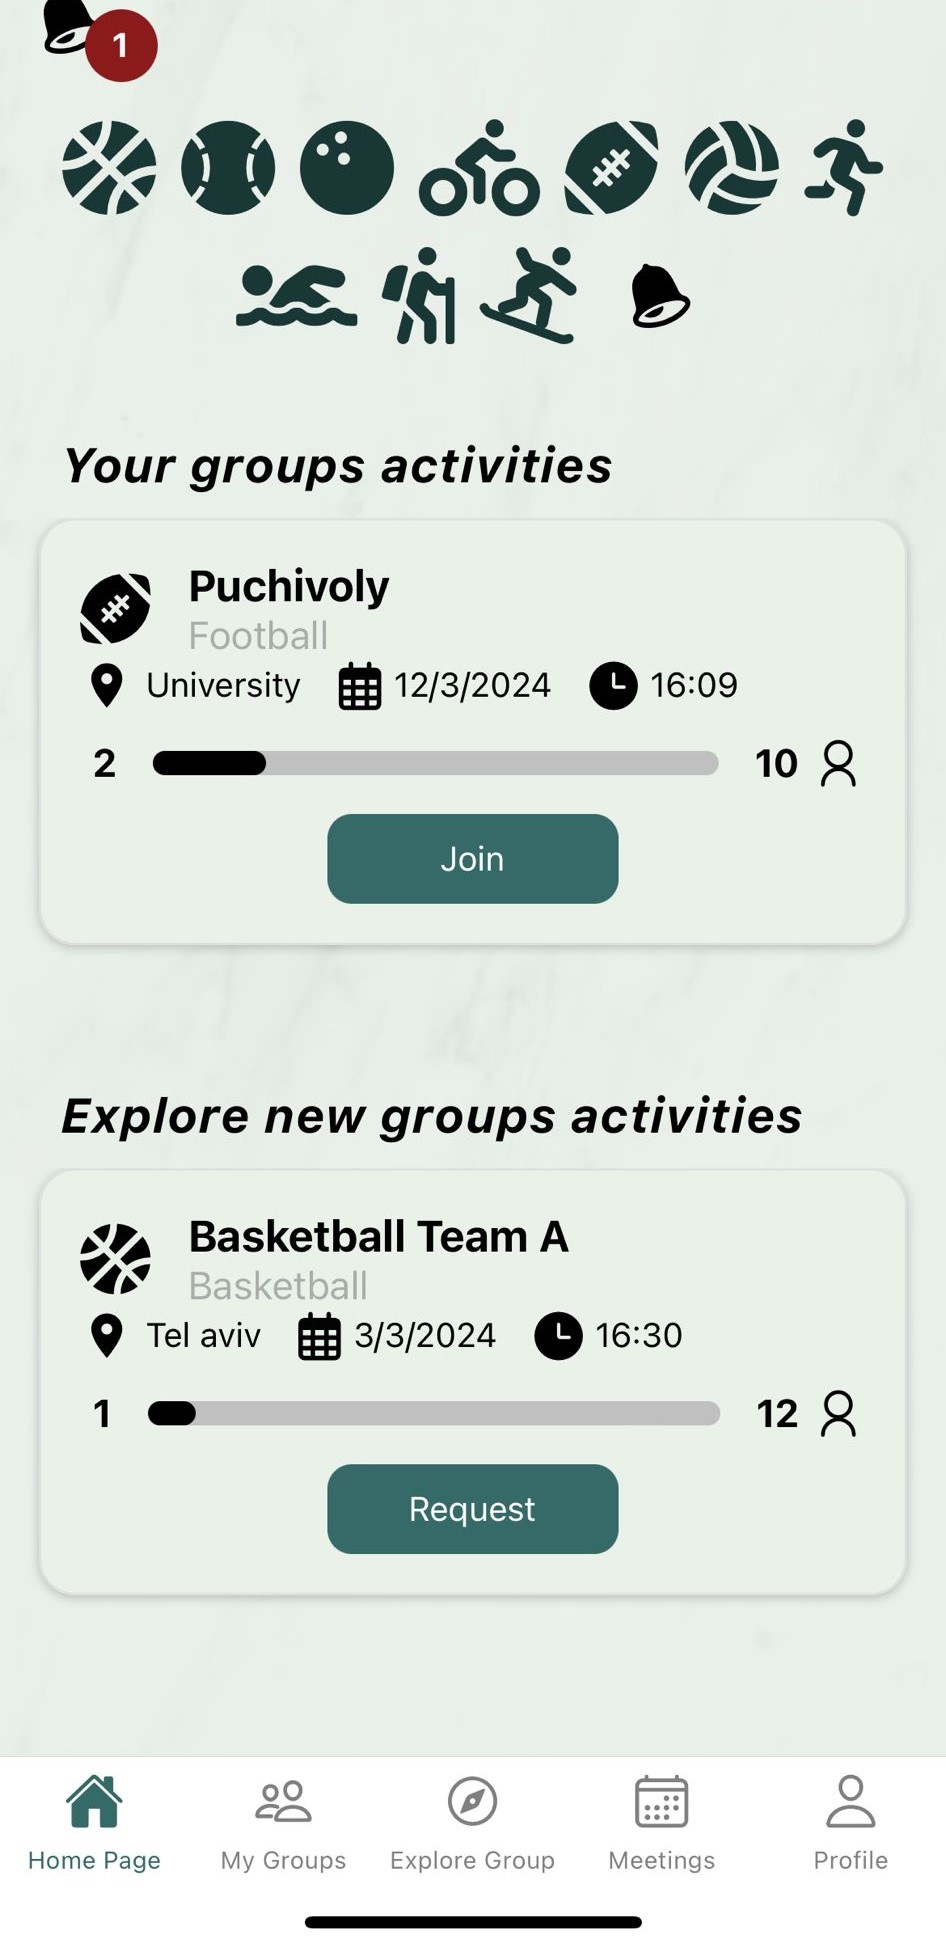 1
Your groups activities
Puchivoly
Football
University 12/3/2024 16:09
2 10
Join
Explore new groups activities
Basketball Team A
Basketball
Tel aviv 3/3/2024 16:30
1 12
Request
Home Page My Groups Explore Group Meetings Profile